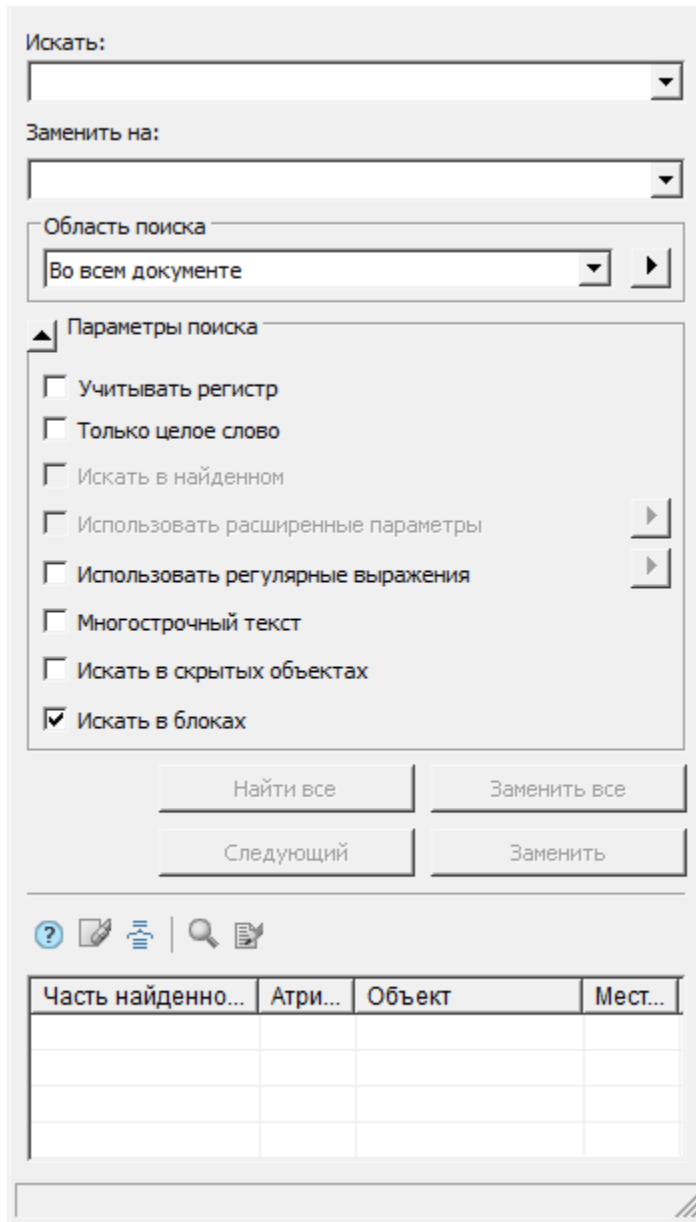 Искать:
Заменить на:
Область поиска
Во всем документе
Параметры поиска
Учитывать регистр
Только целое слово
Искать в найденном
Использовать расширенные параметры
Использовать регулярные выражения
Многострочный текст
Искать в скрытых объектах
Искать в блоках
Найти все Заменить все
Следующий Заменить
?
Часть найденно... Атри... Объект Мест...